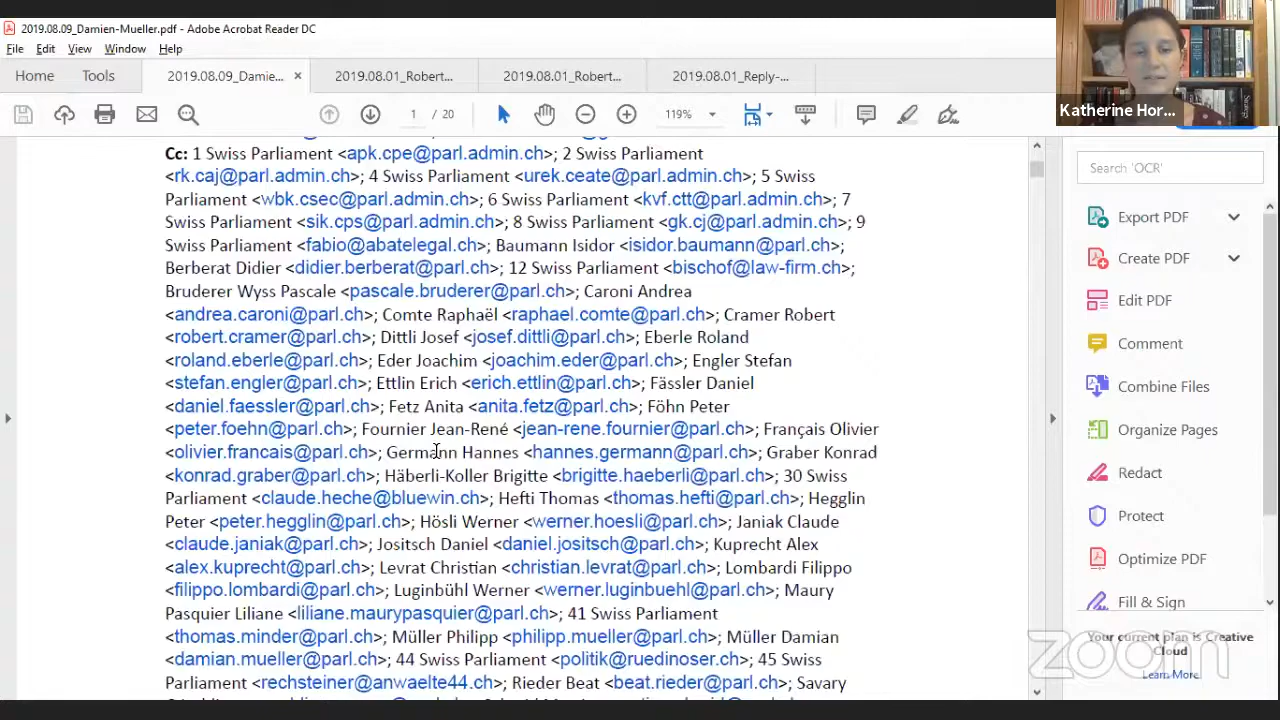 2019.08.09_Damien-Mueller.pdf - Adobe Acrobat Reader DC
File Edit View Window Help
Home Tools 2019.08.09_Damie... × 2019.08.01_Robert... 2019.08.01_Robert... 2019.08.01_Reply-...
1 / 20 119%
Katherine Hor...
Cc: 1 Swiss Parliament <apk.cpe@parl.admin.ch>; 2 Swiss Parliament
<rk.caj@parl.admin.ch>; 4 Swiss Parliament <urek.ceate@parl.admin.ch>; 5 Swiss
Parliament <wbk.csec@parl.admin.ch>; 6 Swiss Parliament <kvf.ctt@parl.admin.ch>; 7
Swiss Parliament <sik.cps@parl.admin.ch>; 8 Swiss Parliament <gk.cj@parl.admin.ch>; 9
Swiss Parliament <fabio@abatelegal.ch>; Baumann Isidor <isidor.baumann@parl.ch>;
Berberat Didier <didier.berberat@parl.ch>; 12 Swiss Parliament <bischof@law-firm.ch>;
Bruderer Wyss Pascale <pascale.bruderer@parl.ch>; Caroni Andrea
<andrea.caroni@parl.ch>; Comte Raphaël <raphael.comte@parl.ch>; Cramer Robert
<robert.cramer@parl.ch>; Dittli Josef <josef.dittli@parl.ch>; Eberle Roland
<roland.eberle@parl.ch>; Eder Joachim <joachim.eder@parl.ch>; Engler Stefan
<stefan.engler@parl.ch>; Ettlin Erich <erich.ettlin@parl.ch>; Fässler Daniel
<daniel.faessler@parl.ch>; Fetz Anita <anita.fetz@parl.ch>; Föhn Peter
<peter.foehn@parl.ch>; Fournier Jean-René <jean-rene.fournier@parl.ch>; Français Olivier
<olivier.francais@parl.ch>; Germann Hannes <hannes.germann@parl.ch>; Graber Konrad
<konrad.graber@parl.ch>; Häberli-Koller Brigitte <brigitte.haeberli@parl.ch>; 30 Swiss
Parliament <claude.heche@bluewin.ch>; Hefti Thomas <thomas.hefti@parl.ch>; Hegglin
Peter <peter.hegglin@parl.ch>; Hösli Werner <werner.hoesli@parl.ch>; Janiak Claude
<claude.janiak@parl.ch>; Jositsch Daniel <daniel.jositsch@parl.ch>; Kuprecht Alex
<alex.kuprecht@parl.ch>; Levrat Christian <christian.levrat@parl.ch>; Lombardi Filippo
<filippo.lombardi@parl.ch>; Luginbühl Werner <werner.luginbuehl@parl.ch>; Maury
Pasquier Liliane <liliane.maurypasquier@parl.ch>; 41 Swiss Parliament
<thomas.minder@parl.ch>; Müller Philipp <philipp.mueller@parl.ch>; Müller Damian
<damian.mueller@parl.ch>; 44 Swiss Parliament <politik@ruedinoser.ch>; 45 Swiss
Parliament <rechsteiner@anwaelte44.ch>; Rieder Beat <beat.rieder@parl.ch>; Savary
Search 'OCR'
Export PDF
Create PDF
Edit PDF
Comment
Combine Files
Organize Pages
Redact
Protect
Optimize PDF
Fill & Sign
Your current plan is Creative
Cloud
Learn More
zoom